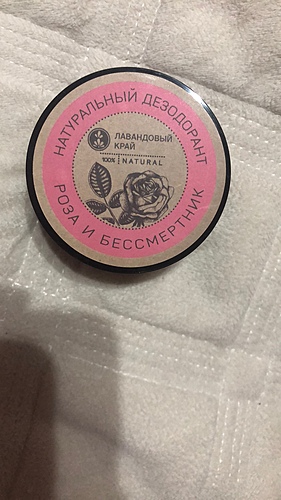 НАТУРАЛЬНЫЙ ДЕЗОДОРАНТ
ЛАВАНДОВЫЙ
КРАЙ
100% NATURAL
РОЗА И БЕССМЕРТНИК